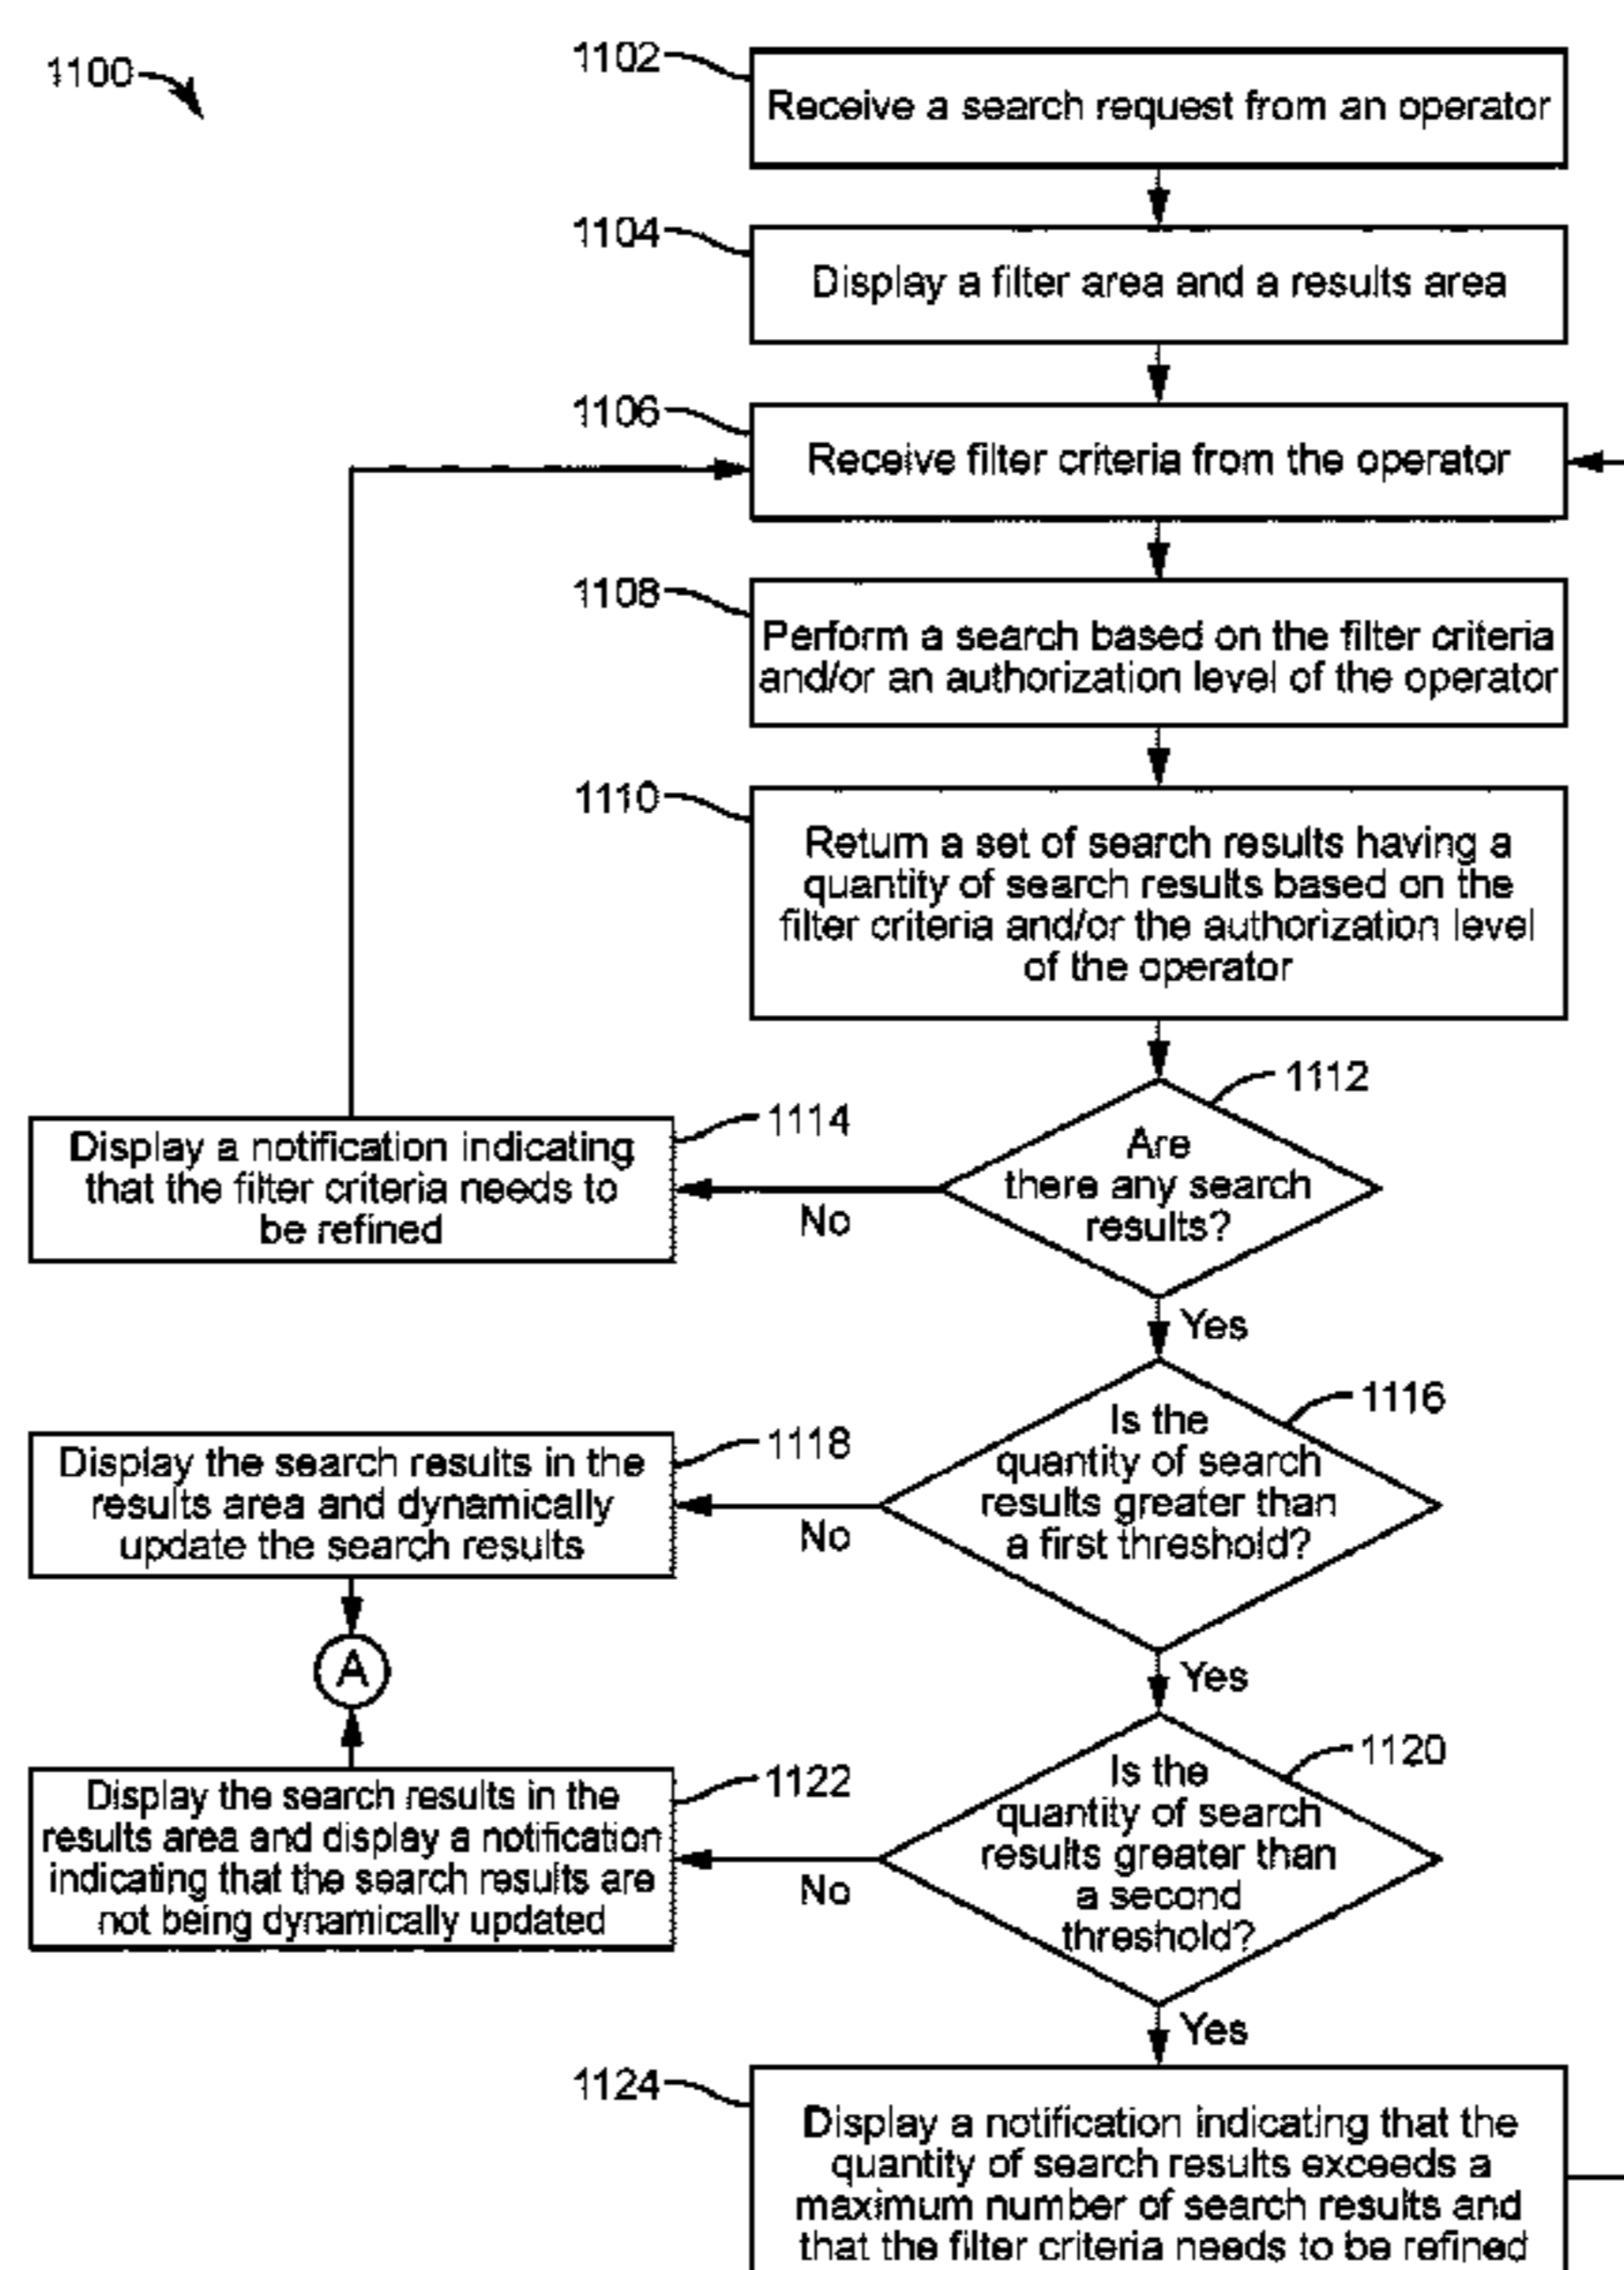 1100
1102
Receive a search request from an operator
1104
Display a filter area and a results area
1106
Receive filter criteria from the operator
1108
Perform a search based on the filter criteria
and/or an authorization level of the operator
1110
Return a set of search results having a
quantity of search results based on the
filter criteria and/or the authorization level
of the operator
1112
Are
there any search
results?
No
1114
Display a notification indicating
that the filter criteria needs to
be refined
Yes
1116
Is the
quantity of search
results greater than
a first threshold?
No
1118
Display the search results in the
results area and dynamically
update the search results
A
Yes
1120
Is the
quantity of search
results greater than
a second
threshold?
No
1122
Display the search results in the
results area and display a notification
indicating that the search results are
not being dynamically updated
Yes
1124
Display a notification indicating that the
quantity of search results exceeds a
maximum number of search results and
that the filter criteria needs to be refined